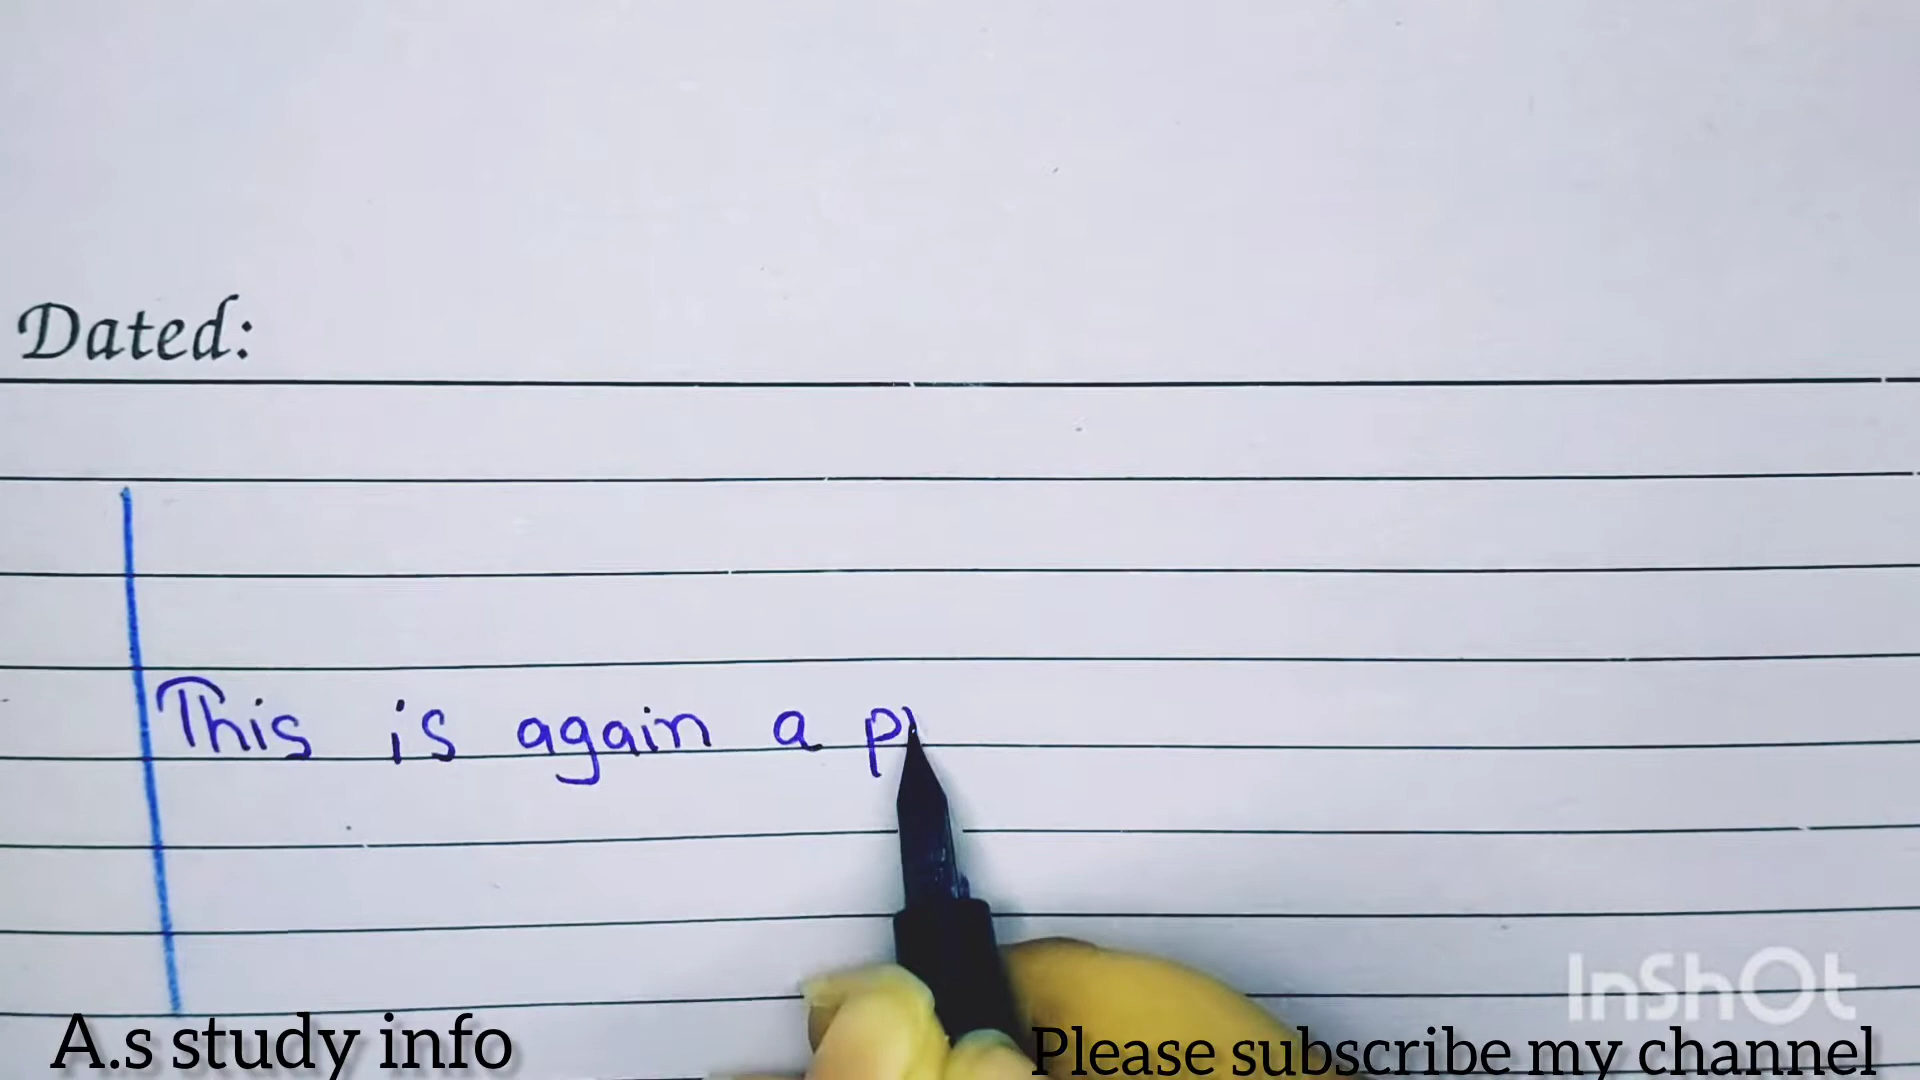 Dated:
This is again a p
InShOt
A.s study info
Please subscribe my channel